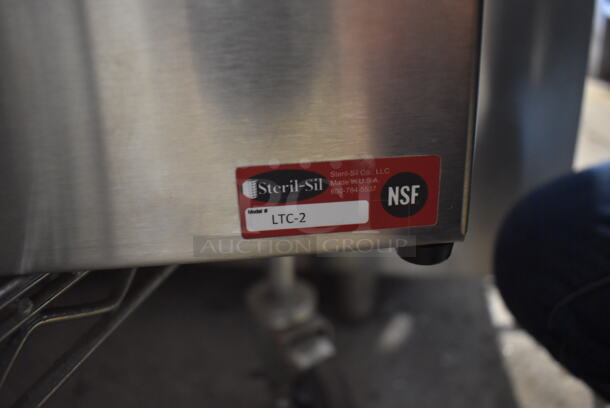 Steril-Sil Co., LLC
Made in U.S.A.
Steril-Sil
NSF
Model #
LTC-2
AUCTION GROUP